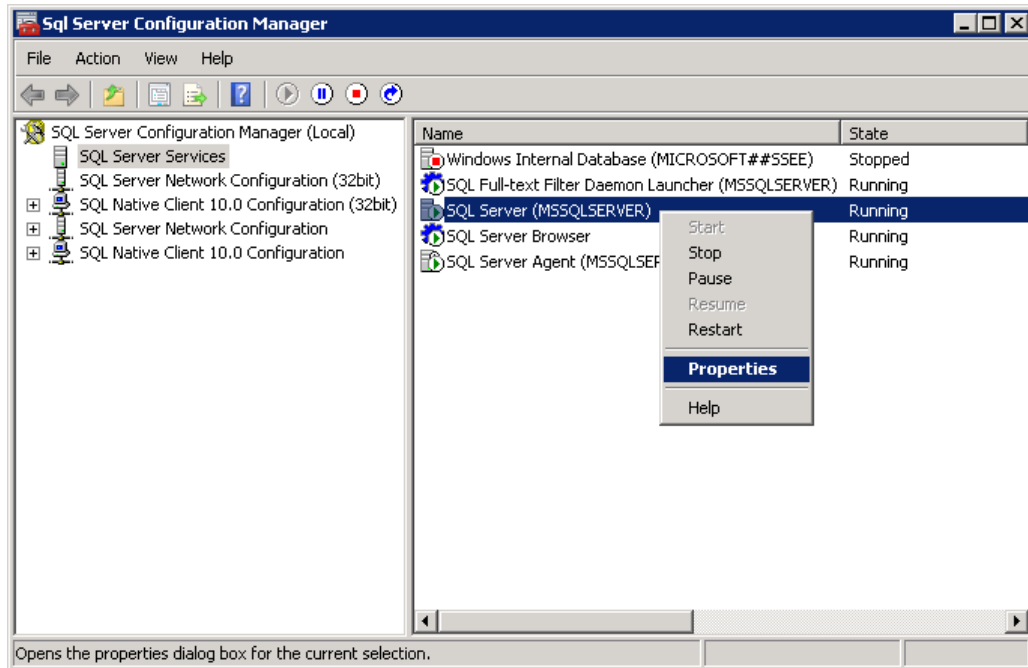 Sql Server Configuration Manager
File Action View Help
SQL Server Configuration Manager (Local)
SQL Server Services
SQL Server Network Configuration (32bit)
SQL Native Client 10.0 Configuration (32bit)
SQL Server Network Configuration
SQL Native Client 10.0 Configuration
Name State
Windows Internal Database (MICROSOFT##SSEE) Stopped
SQL Full-text Filter Daemon Launcher (MSSQLSERVER) Running
SQL Server (MSSQLSERVER) Running
SQL Server Browser Running
SQL Server Agent (MSSQLSER Running
Start
Stop
Pause
Resume
Restart
Properties
Help
Opens the properties dialog box for the current selection.